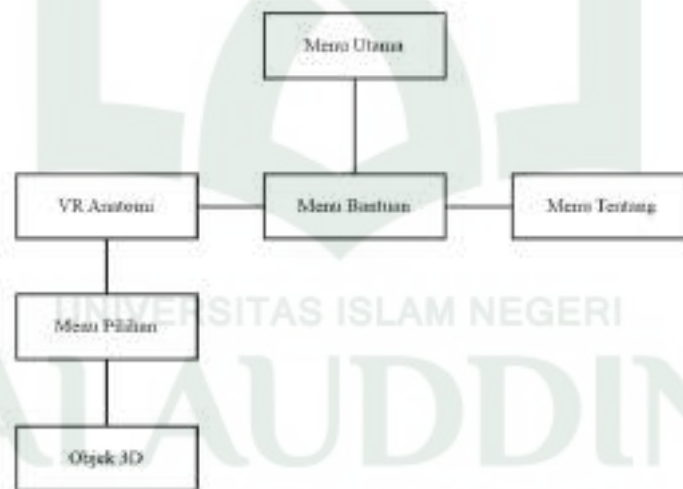 Menu Utama
VR Anatomi
Menu Bantuan
Menu Tentang
Menu Pilihan
UNIVERSITAS ISLAM NEGERI
ALAUDDIN
Objek 3D